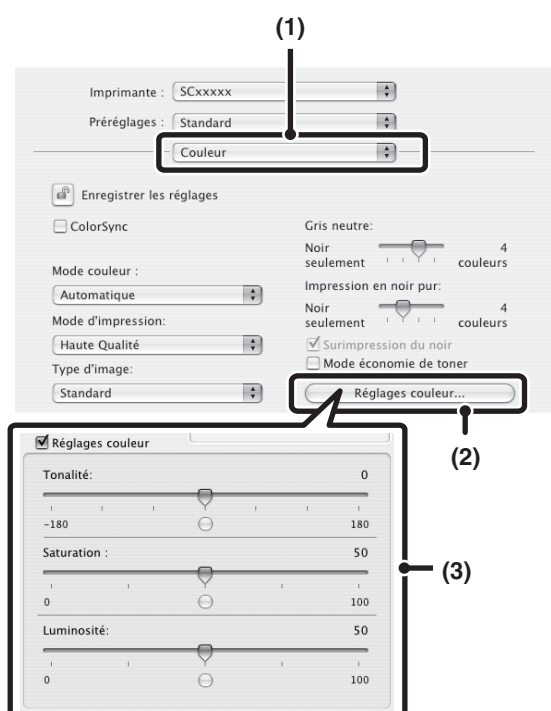 (1)
Imprimante : SCxxxxx
Préréglages : Standard
Couleur
Enregistrer les réglages
ColorSync
Mode couleur :
Automatique
Mode d'impression:
Haute Qualité
Type d'image:
Standard
Gris neutre:
Noir seulement 4 couleurs
Impression en noir pur:
Noir seulement 4 couleurs
Surimpression du noir
Mode économie de toner
Réglages couleur...
(2)
Réglages couleur
Tonalité: 0
-180 180
Saturation : 50
0 100
Luminosité: 50
0 100
(3)